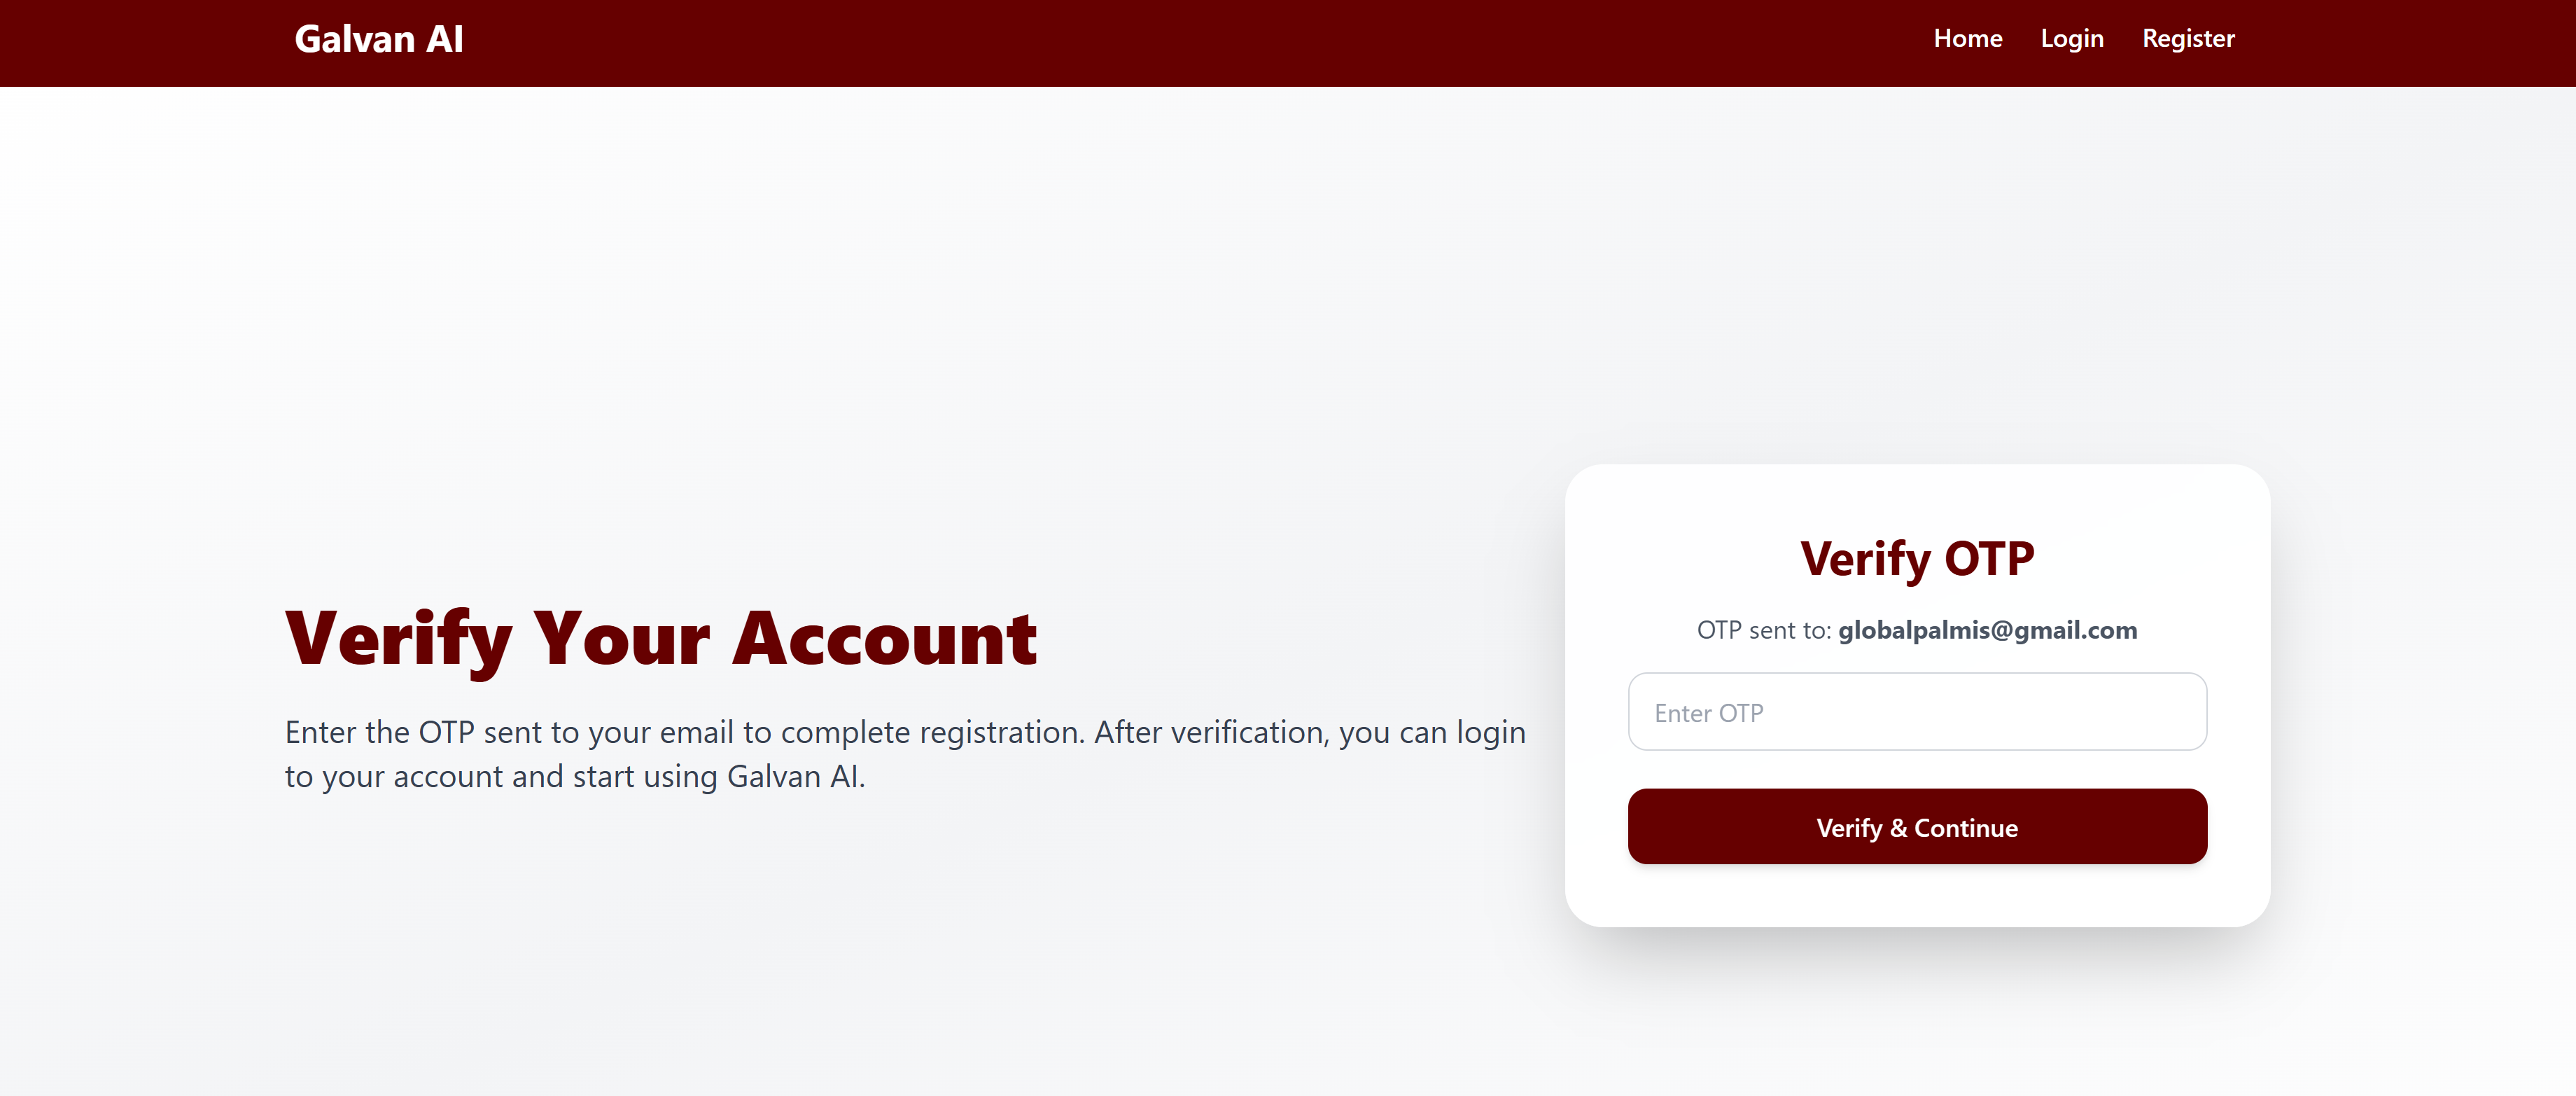 Galvan AI
Home Login Register
Verify Your Account
Enter the OTP sent to your email to complete registration. After verification, you can login
to your account and start using Galvan AI.
Verify OTP
OTP sent to: globalpalmis@gmail.com
Enter OTP
Verify & Continue